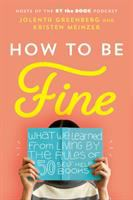 HOSTS OF THE BY THE BOOK PODCAST
JOLENTA GREENBERG AND
KRISTEN MEINZER
HOW TO BE
Fine
What we Learned
From LIVING BY
THE RULES OF
50 SELF-HELP
BOOKS